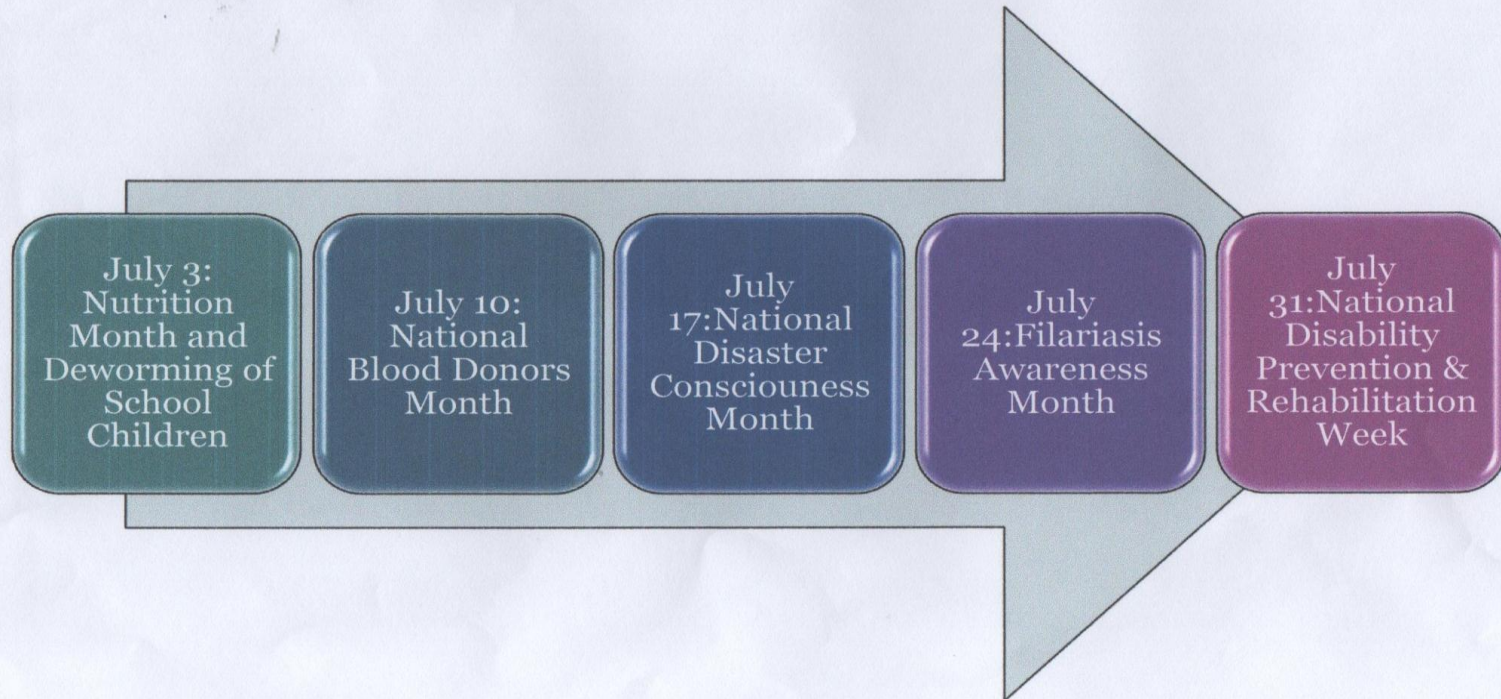 July 3:
Nutrition
Month and
Deworming of
School
Children
July 10:
National
Blood Donors
Month
July
17:National
Disaster
Consciouness
Month
July
24:Filariasis
Awareness
Month
July
31:National
Disability
Prevention &
Rehabilitation
Week